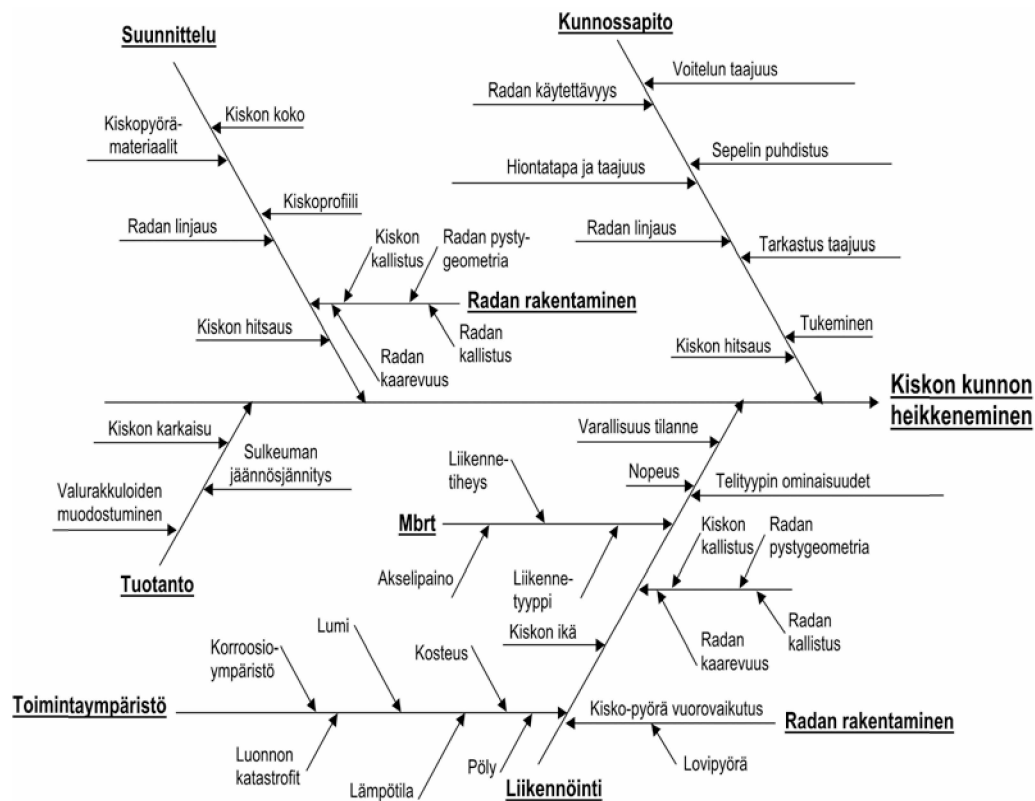 Suunnittelu
Kunnossapito
Voitelun taajuus
Radan käytettävyys
Kiskon koko
Kiskopyörä-
materiaalit
Sepelin puhdistus
Hiontatapa ja taajuus
Kiskoprofiili
Radan linjaus
Radan linjaus
Kiskon
kallistus
Radan pysty-
geometria
Tarkastus taajuus
Radan rakentaminen
Kiskon hitsaus
Radan
kallistus
Tukeminen
Radan
kaarevuus
Kiskon hitsaus
Kiskon kunnon
heikkeneminen
Kiskon karkaisu
Varallisuus tilanne
Sulkeuman
jäännösjännitys
Liikenne-
tiheys
Nopeus
Telityypin ominaisuudet
Valurakkuloiden
muodostuminen
Mbrt
Kiskon
kallistus
Radan
pystygeometria
Tuotanto
Akselipaino
Liikenne-
tyyppi
Radan
kallistus
Lumi
Kiskon ikä
Radan
kaarevuus
Korroosio-
ympäristö
Kosteus
Toimintaympäristö
Kisko-pyörä vuorovaikutus
Radan rakentaminen
Luonnon
katastrofit
Lämpötila
Pöly
Lovipyörä
Liikennöinti